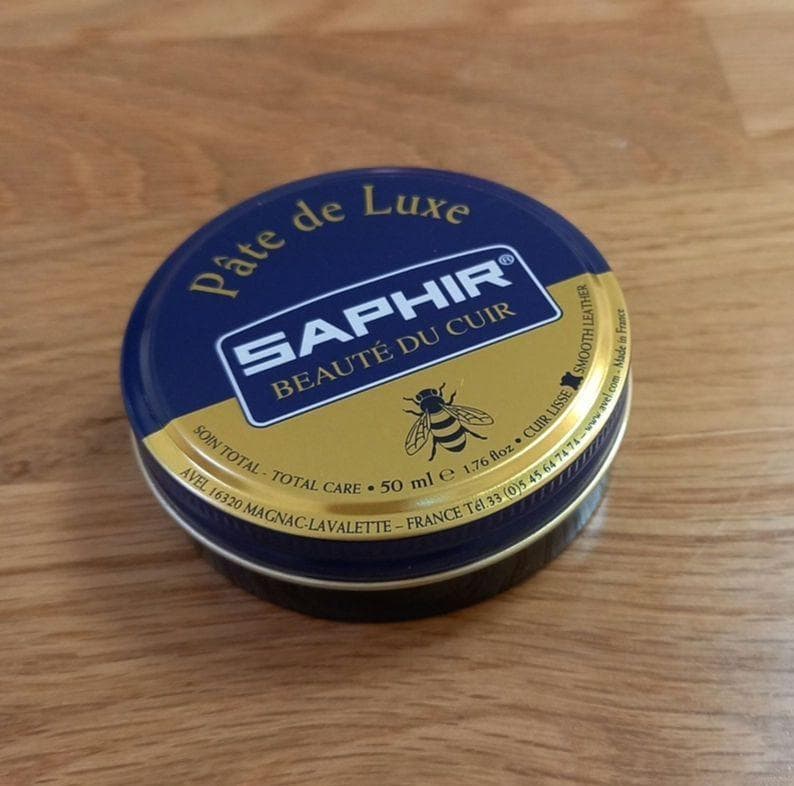 Pâte de Luxe
SAPHIR®
BEAUTÉ DU CUIR
SOIN TOTAL - TOTAL CARE • 50 ml ℮ 1.76 fl oz • CUIR LISSE SMOOTH LEATHER
AVEL 16320 MAGNAC-LAVALETTE – FRANCE Tél.33 (0)5 45 64 74 74 – www.avel.com - Made in France